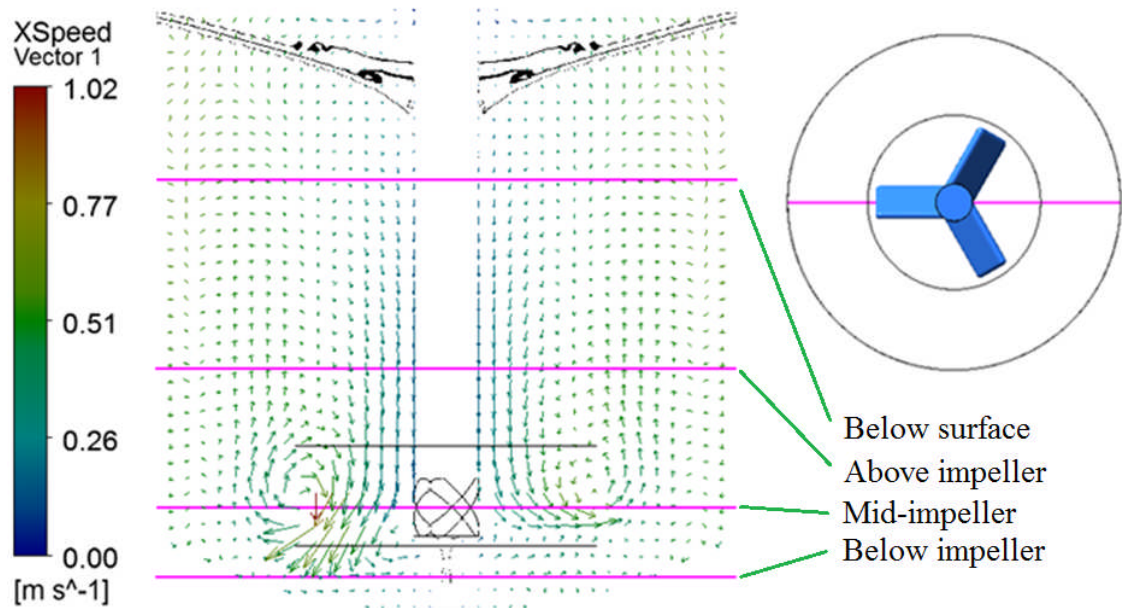 XSpeed
Vector 1
1.02
0.77
0.51
0.26
0.00
[m s^-1]
Below surface
Above impeller
Mid-impeller
Below impeller